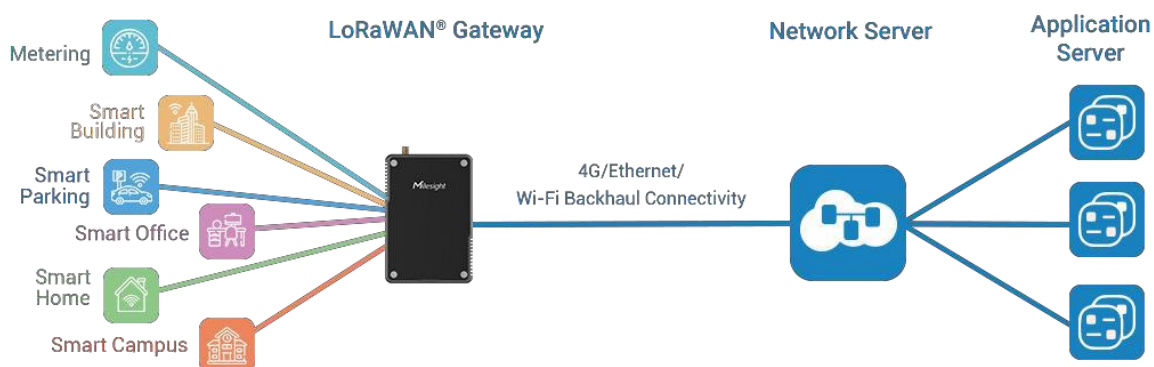 LoRaWAN® Gateway
Network Server
Application
Server
Metering
Smart
Building
Smart
Parking
Smart Office
Smart
Home
Smart Campus
P
Milesight
4G/Ethernet/
Wi-Fi Backhaul Connectivity